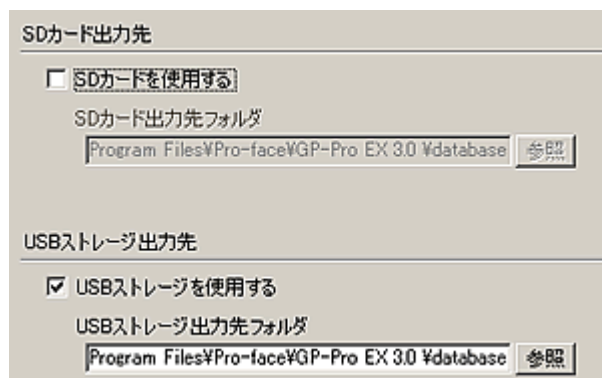 SDカード出力先
SDカードを使用する
SDカード出力先フォルダ
Program Files¥Pro-face¥GP-Pro EX 3.0 ¥database 参照
USBストレージ出力先
USBストレージを使用する
USBストレージ出力先フォルダ
Program Files¥Pro-face¥GP-Pro EX 3.0 ¥database 参照